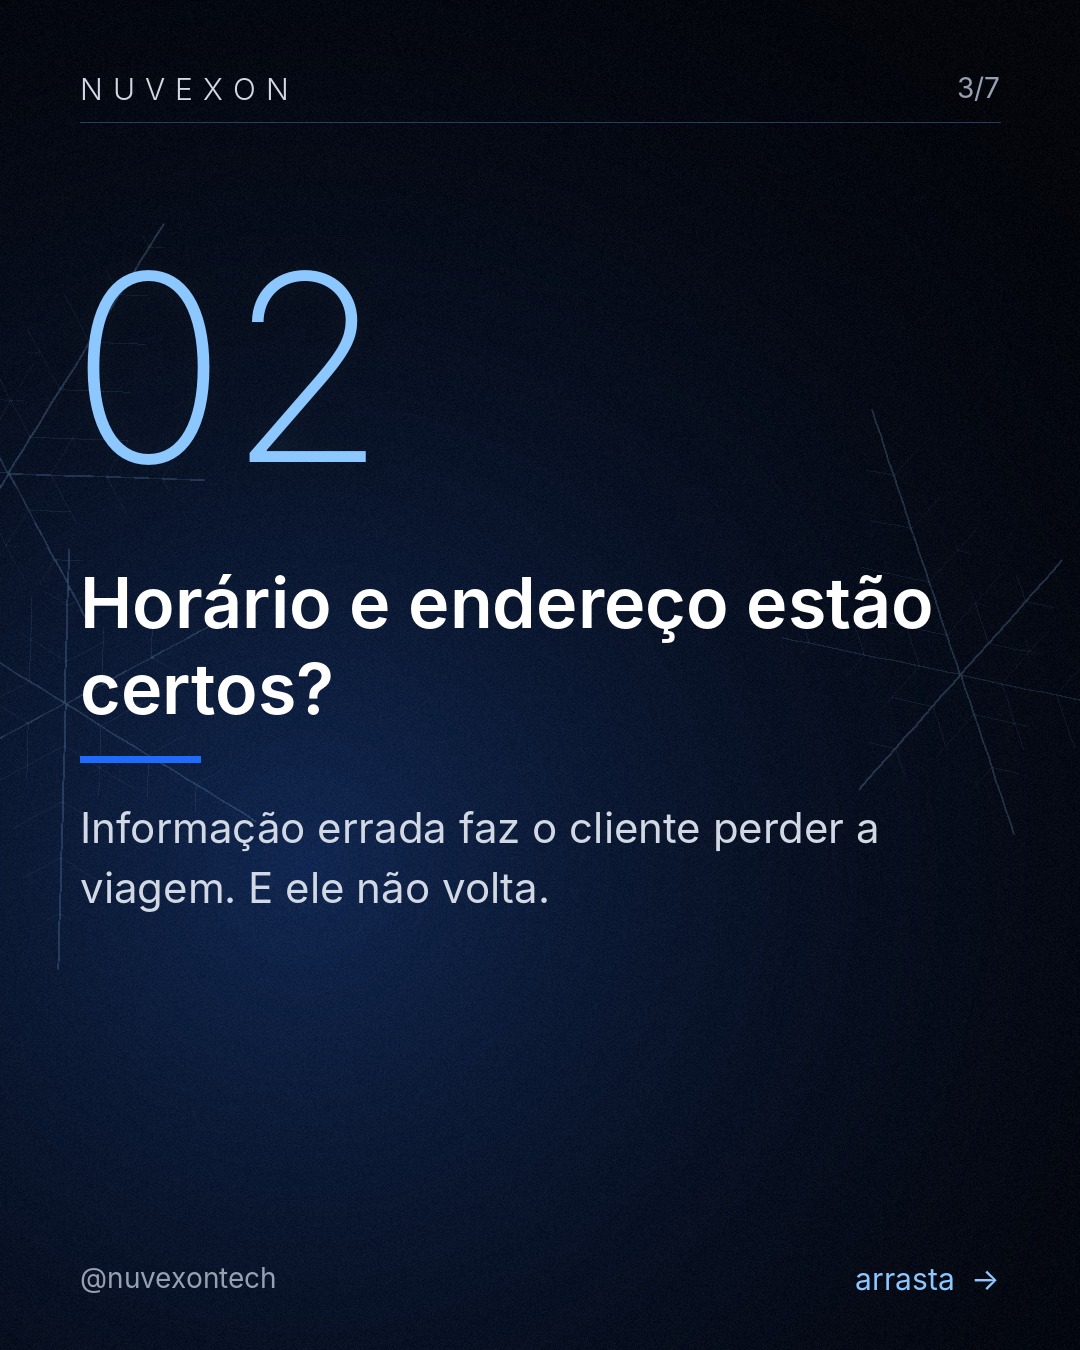 NUVEXON
3/7
02
Horário e endereço estão
certos?
Informação errada faz o cliente perder a
viagem. E ele não volta.
@nuvexontech
arrasta →